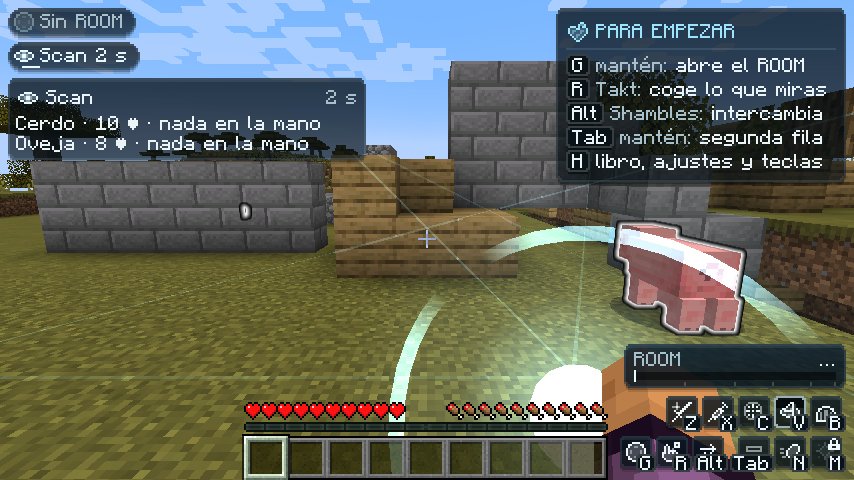 Sin ROOM
Scan 2 s
Scan 2 s
Cerdo · 10 ♥ · nada en la mano
Oveja · 8 ♥ · nada en la mano
PARA EMPEZAR
G mantén: abre el ROOM
R Takt: coge lo que miras
Alt Shambles: intercambia
Tab mantén: segunda fila
H libro, ajustes y teclas
0
ROOM ...
Z X C V B
G R Alt Tab N M